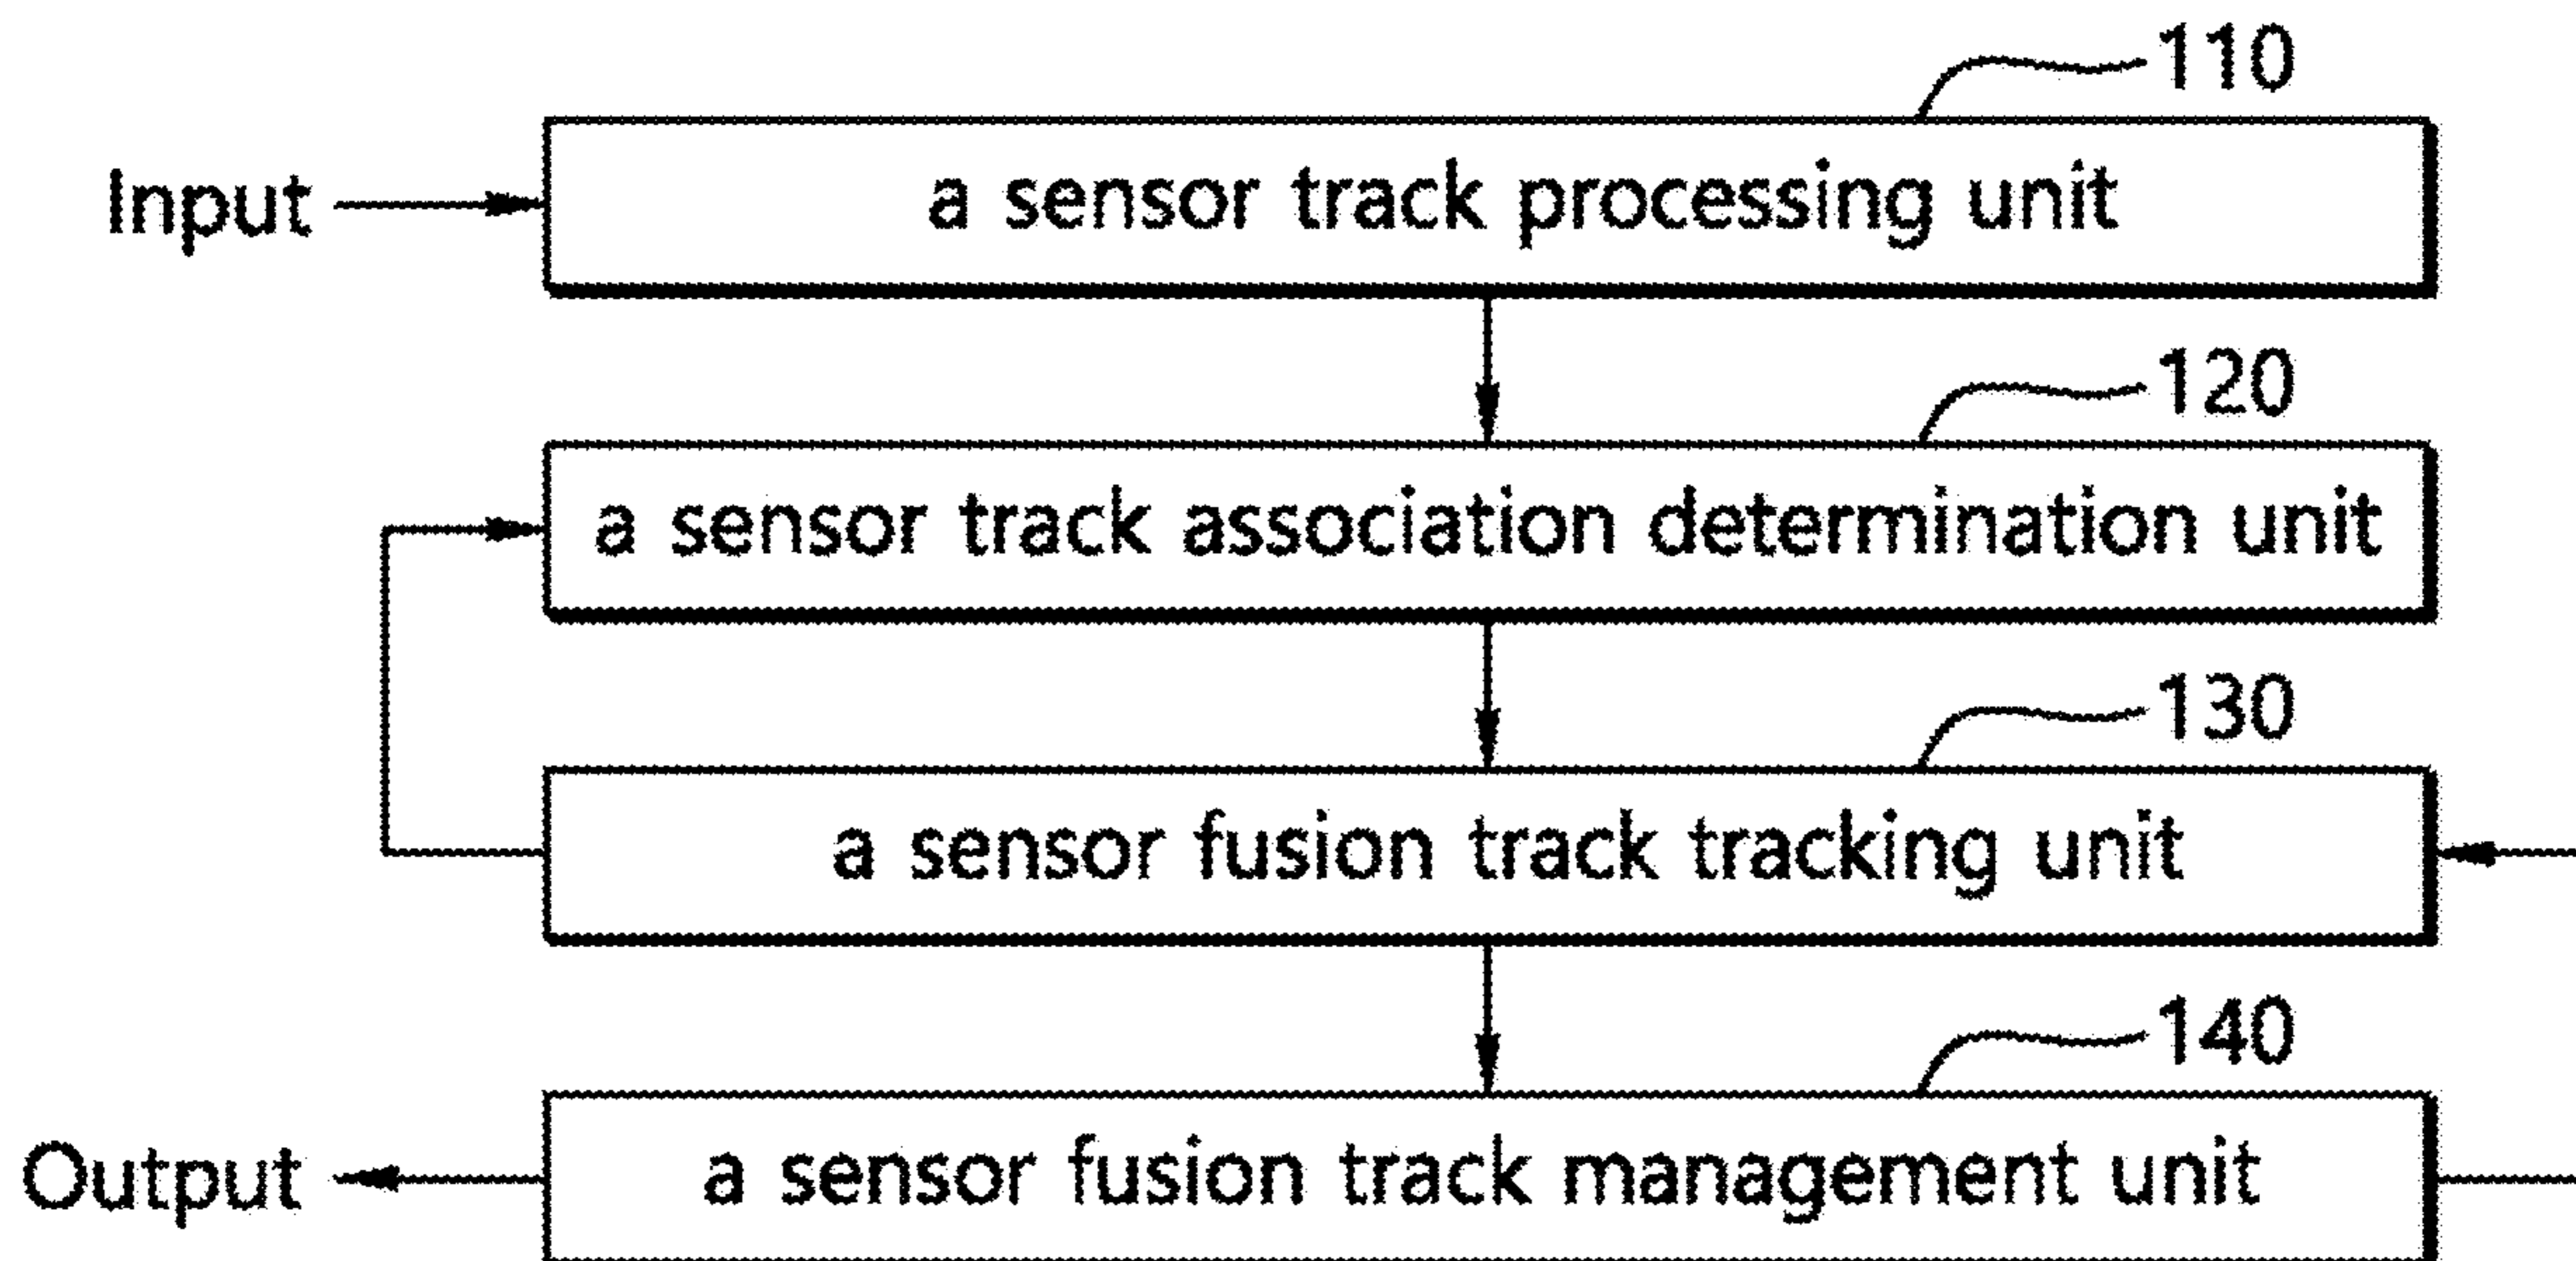 110
Input
a sensor track processing unit
120
a sensor track association determination unit
130
a sensor fusion track tracking unit
140
Output
a sensor fusion track management unit